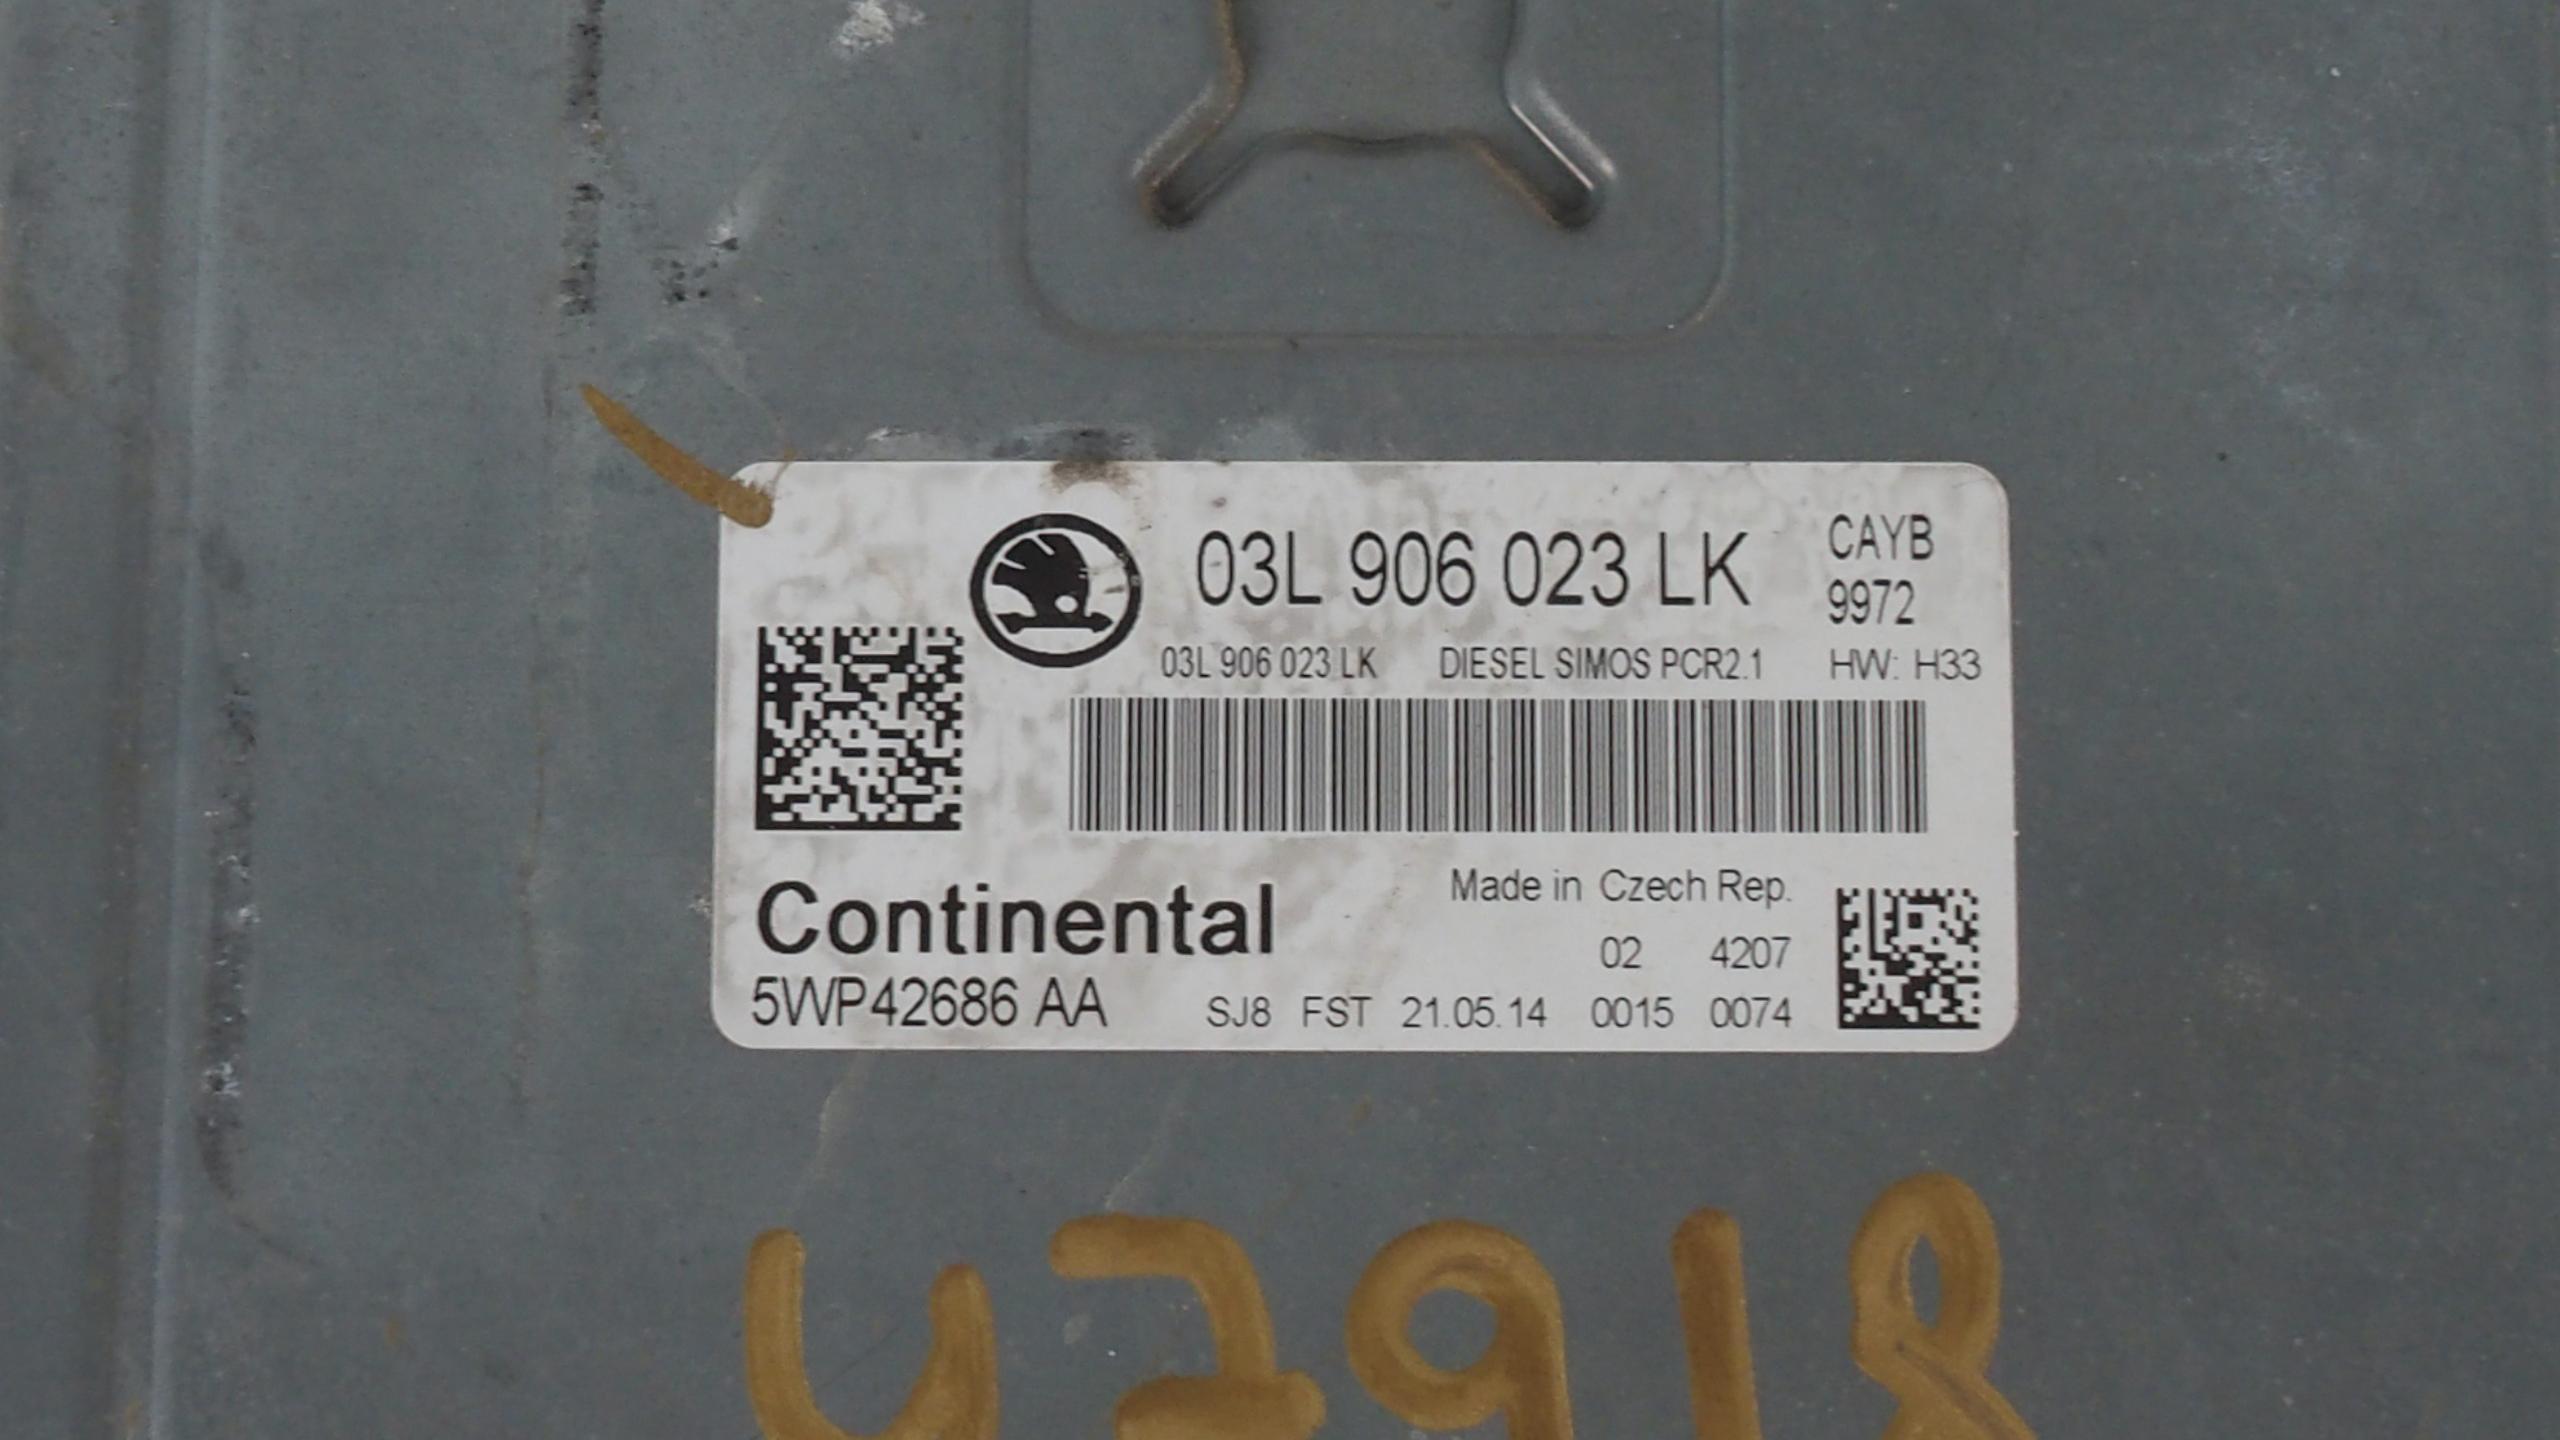 03L 906 023 LK CAYB
9972
03L 906 023 LK DIESEL SIMOS PCR2.1 HW: H33
Made in Czech Rep.
Continental
02 4207
5WP42686 AA SJ8 FST 21.05.14 0015 0074
47918